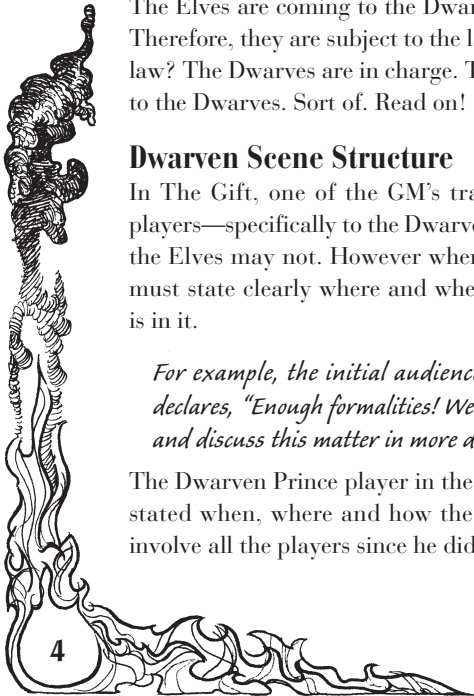 The Elves are coming to the Dwar
Therefore, they are subject to the l
law? The Dwarves are in charge. T
to the Dwarves. Sort of. Read on!
Dwarven Scene Structure
In The Gift, one of the GM’s tra
players—specifically to the Dwarv
the Elves may not. However when
must state clearly where and whe
is in it.
For example, the initial audienc
declares, “Enough formalities! We
and discuss this matter in more d
The Dwarven Prince player in the
stated when, where and how the
involve all the players since he did
4